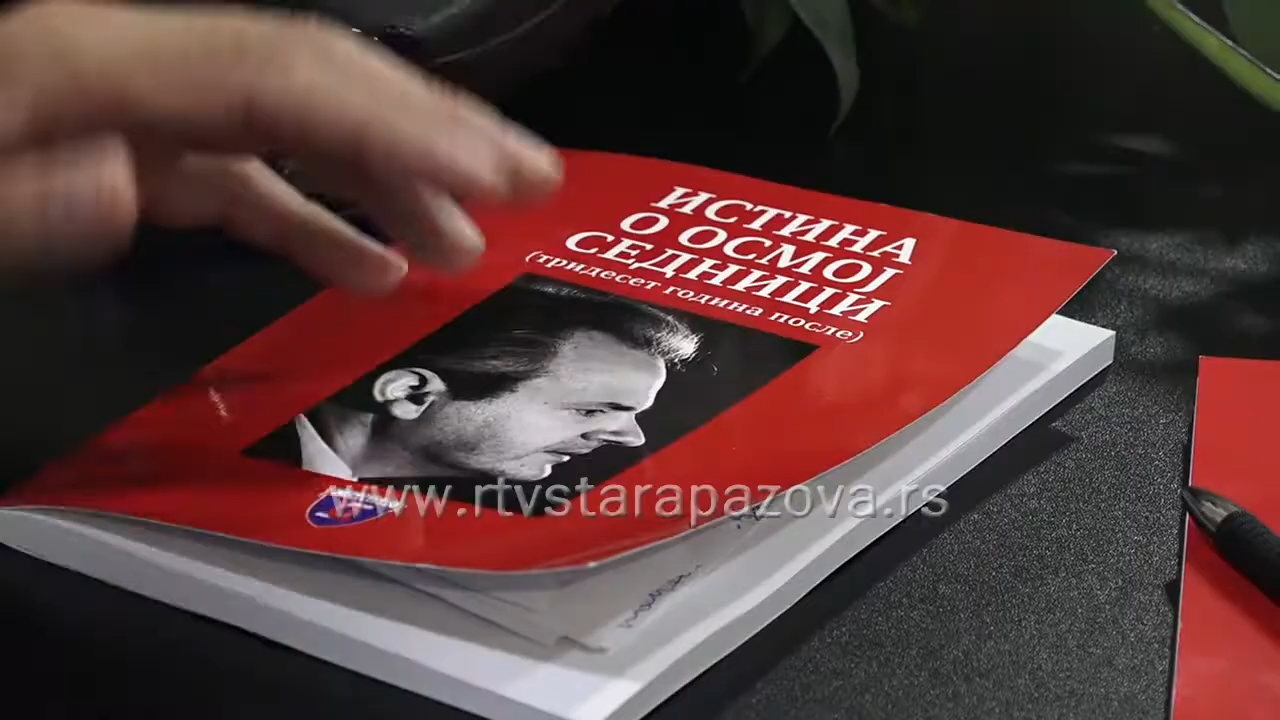 ИСТИНА
О ОСМОЈ
СЕДНИЦИ
(тридесет година после)
www.rtvstarapazova.rs